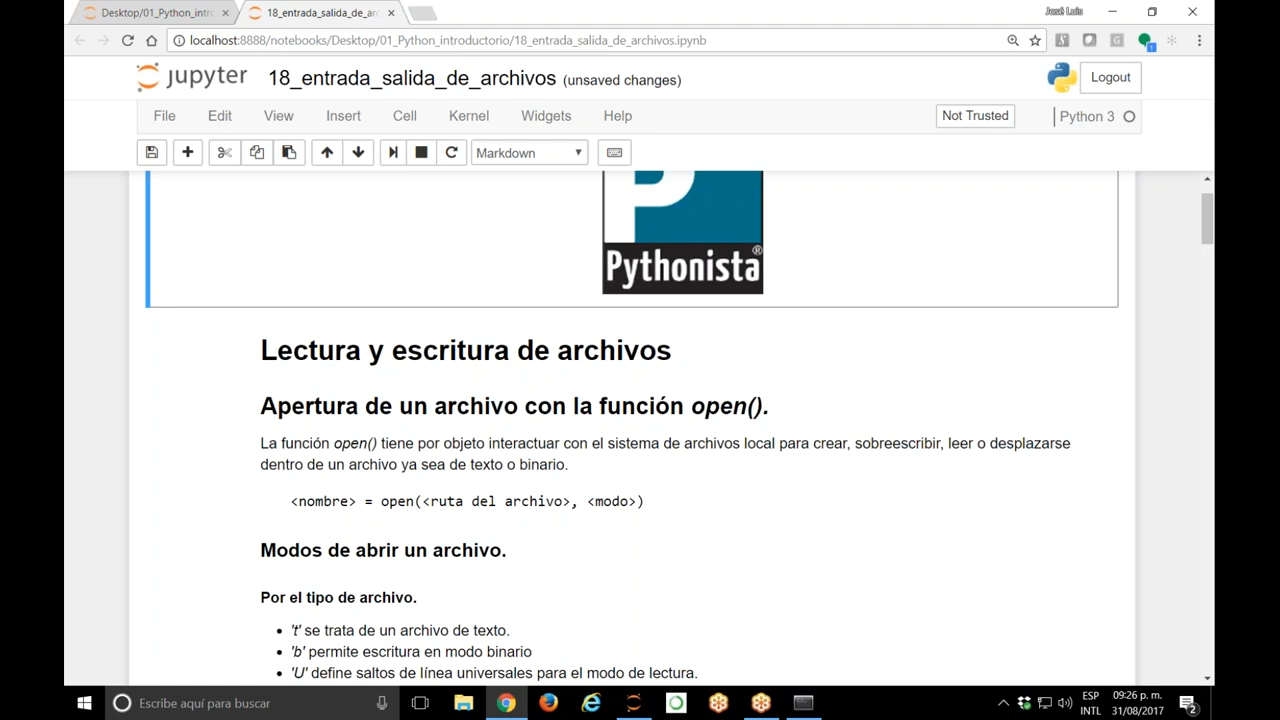 José Luis
Desktop/01_Python_intro
18_entrada_salida_de_arc
localhost:8888/notebooks/Desktop/01_Python_introductorio/18_entrada_salida_de_archivos.ipynb
1
jupyter 18_entrada_salida_de_archivos (unsaved changes) Logout
File Edit View Insert Cell Kernel Widgets Help Not Trusted Python 3
Markdown
Pythonista®
Lectura y escritura de archivos
Apertura de un archivo con la función open().
La función open() tiene por objeto interactuar con el sistema de archivos local para crear, sobreescribir, leer o desplazarse
dentro de un archivo ya sea de texto o binario.
<nombre> = open(<ruta del archivo>, <modo>)
Modos de abrir un archivo.
Por el tipo de archivo.
• 't' se trata de un archivo de texto.
• 'b' permite escritura en modo binario
• 'U' define saltos de línea universales para el modo de lectura.
Escribe aquí para buscar
ESP 09:26 p. m.
INTL 31/08/2017 2